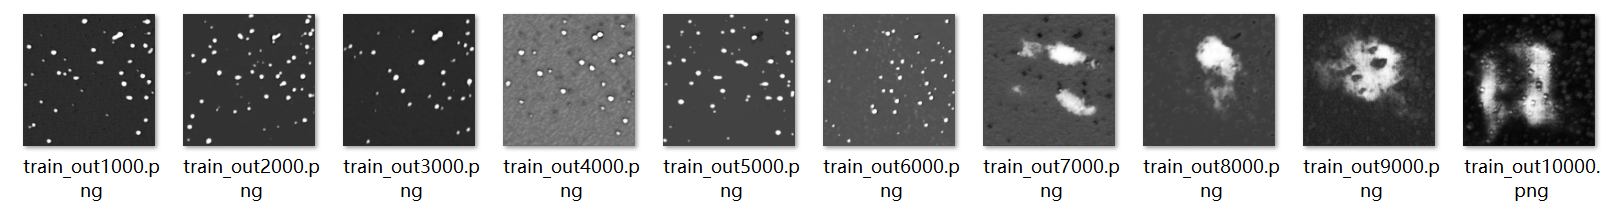 train_out1000.p
ng
train_out2000.p
ng
train_out3000.p
ng
train_out4000.p
ng
train_out5000.p
ng
train_out6000.p
ng
train_out7000.p
ng
train_out8000.p
ng
train_out9000.p
ng
train_out10000.
png